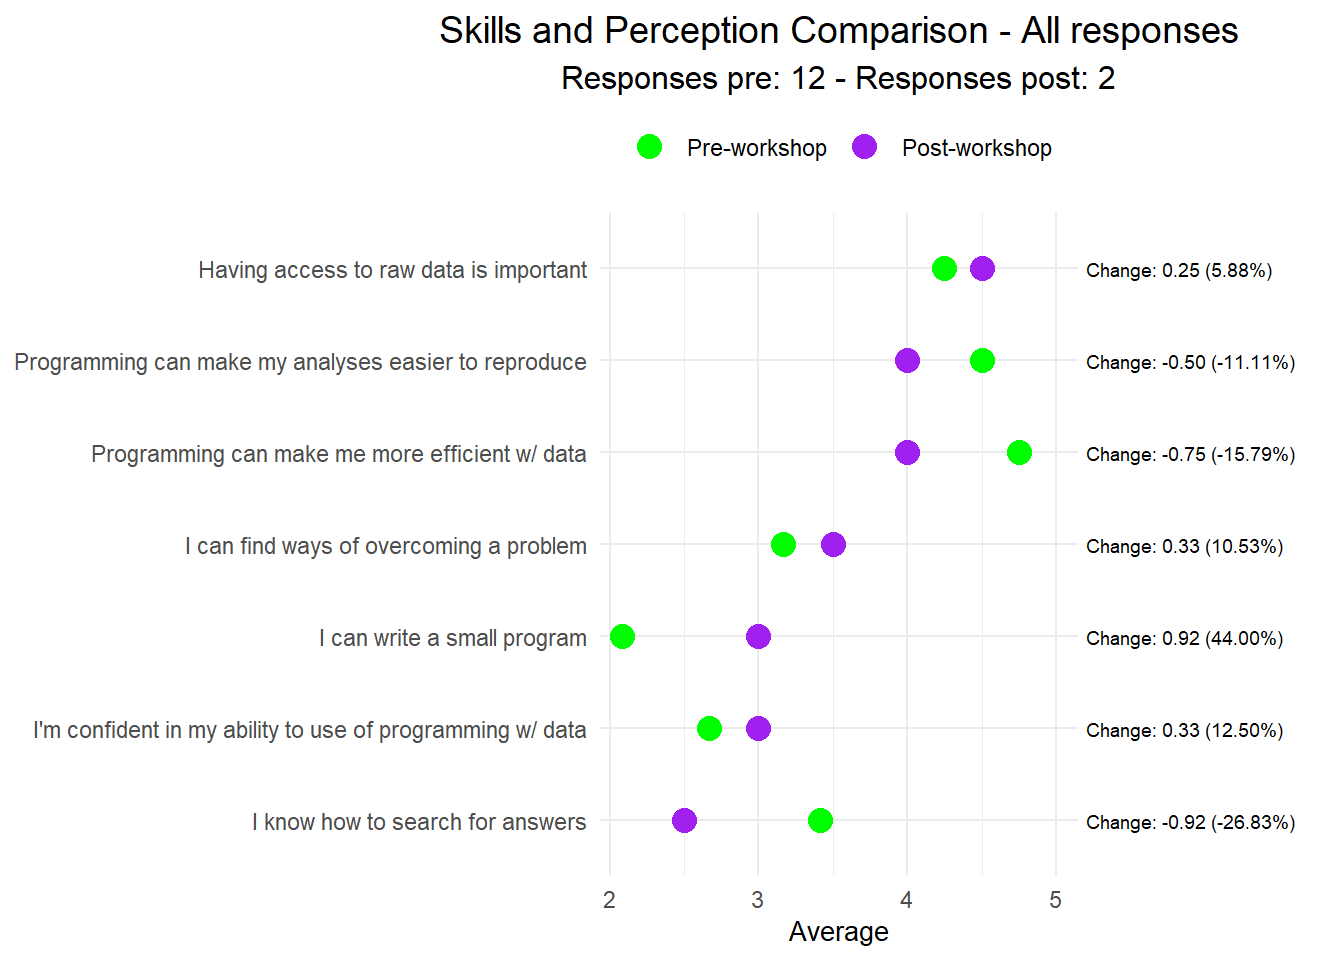 Skills and Perception Comparison - All responses
Responses pre: 12 - Responses post: 2
Pre-workshop
Post-workshop
Having access to raw data is important
Change: 0.25 (5.88%)
Programming can make my analyses easier to reproduce
Change: -0.50 (-11.11%)
Programming can make me more efficient w/ data
Change: -0.75 (-15.79%)
I can find ways of overcoming a problem
Change: 0.33 (10.53%)
I can write a small program
Change: 0.92 (44.00%)
I'm confident in my ability to use of programming w/ data
Change: 0.33 (12.50%)
I know how to search for answers
Change: -0.92 (-26.83%)
2 3 4 5
Average